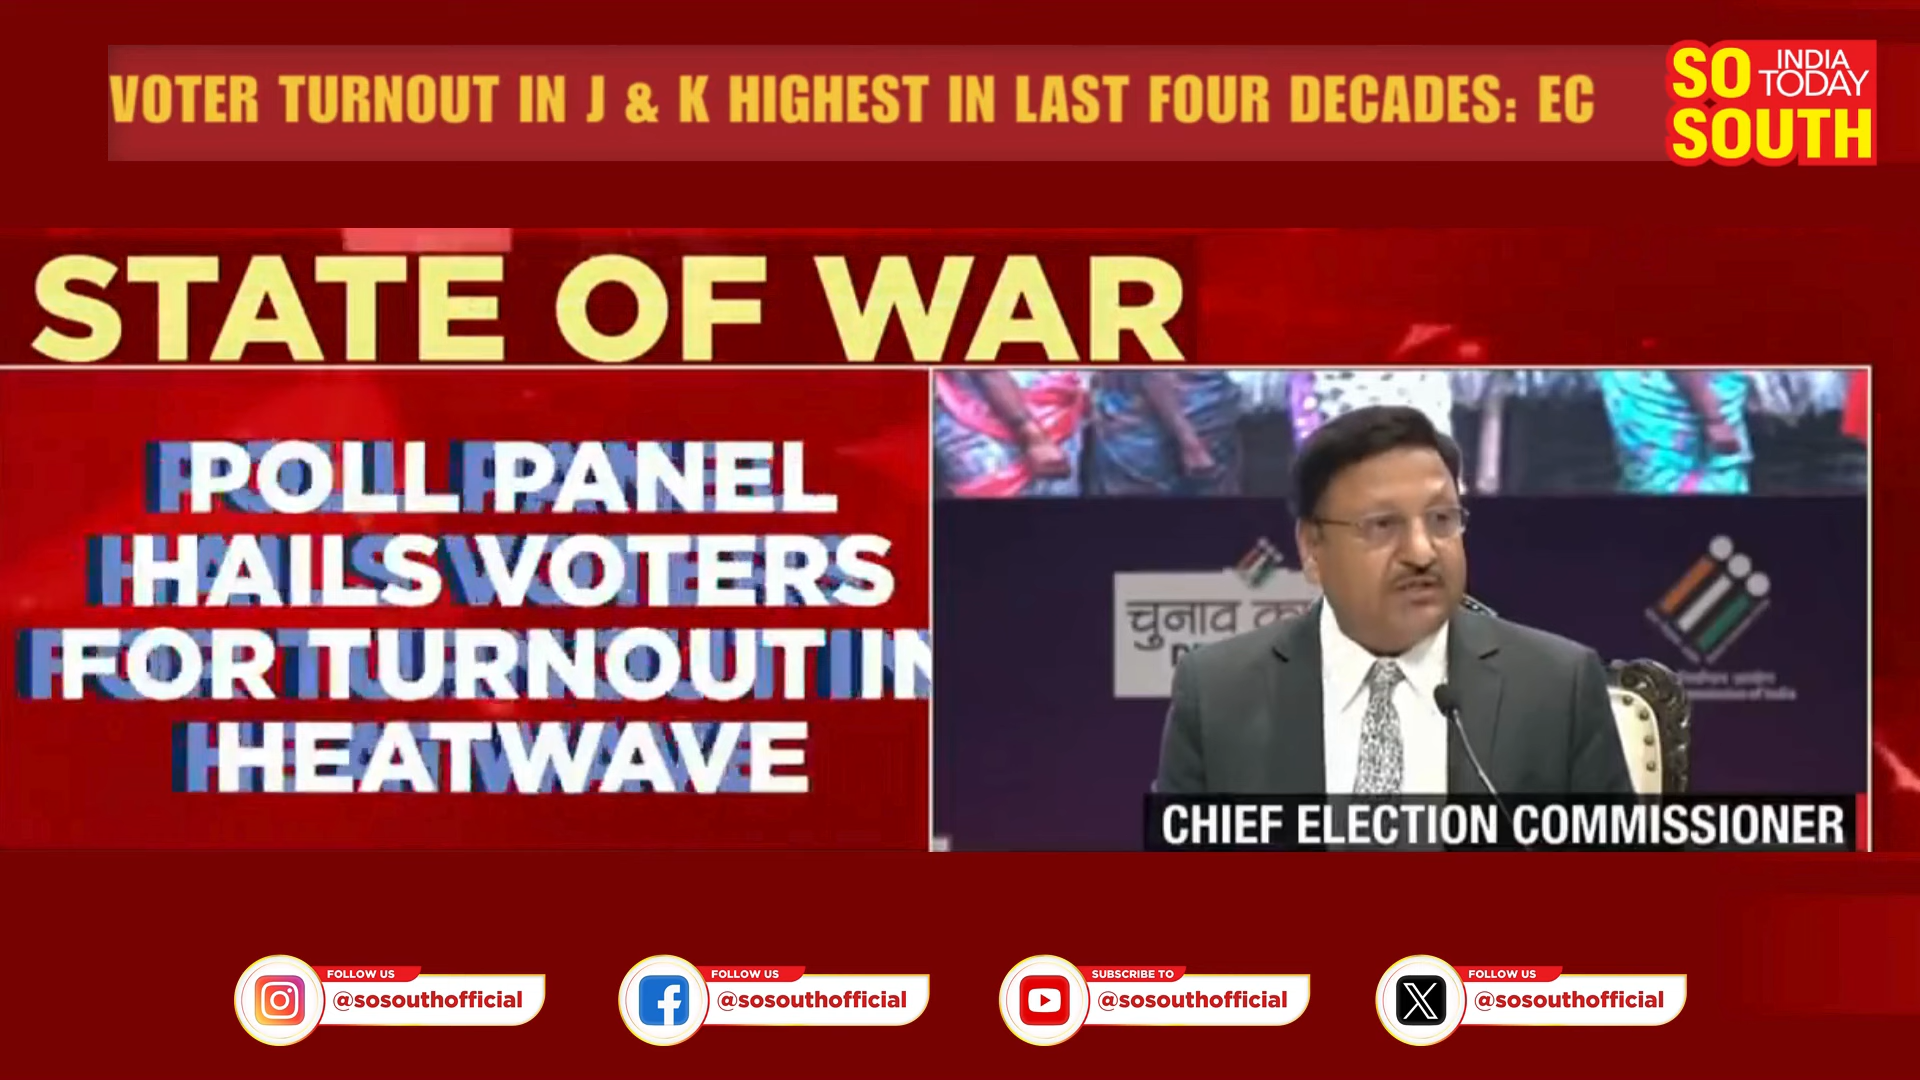 VOTER TURNOUT IN J & K HIGHEST IN LAST FOUR DECADES: EC
SO INDIA TODAY
SOUTH
STATE OF WAR
POLL PANEL
HAILS VOTERS
FOR TURNOUT IN
HEATWAVE
चुनाव
CHIEF ELECTION COMMISSIONER
FOLLOW US
@sosouthofficial
FOLLOW US
@sosouthofficial
SUBSCRIBE TO
@sosouthofficial
FOLLOW US
@sosouthofficial